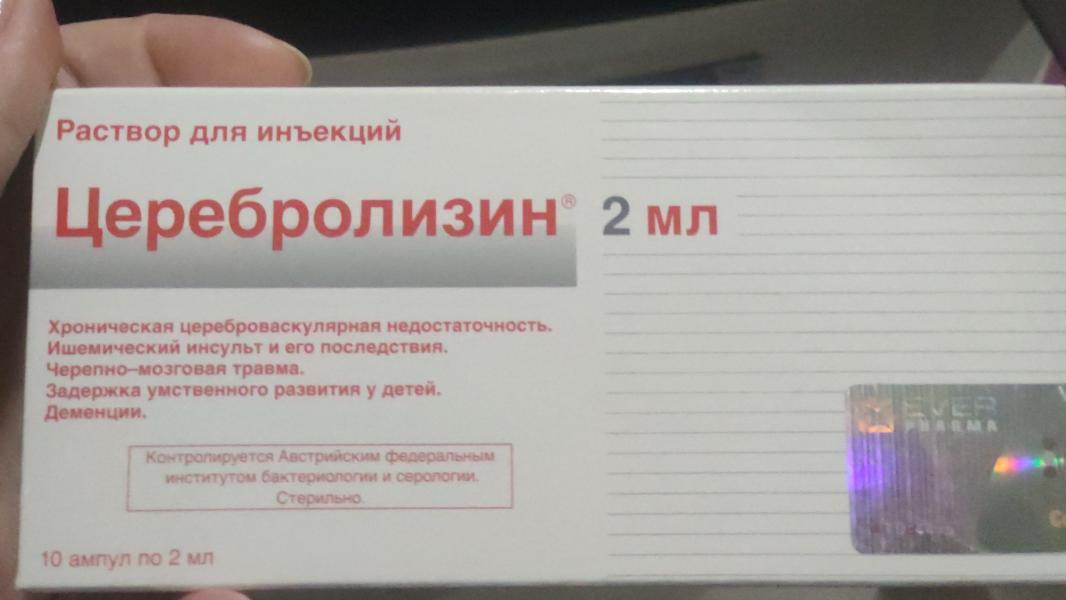 Раствор для инъекций
Церебролизин® 2 мл
Хроническая цереброваскулярная недостаточность.
Ишемический инсульт и его последствия.
Черепно–мозговая травма.
Задержка умственного развития у детей.
Деменции.
Контролируется Австрийским федеральным
институтом бактериологии и серологии.
Стерильно.
10 ампул по 2 мл
EVER
PHARMA